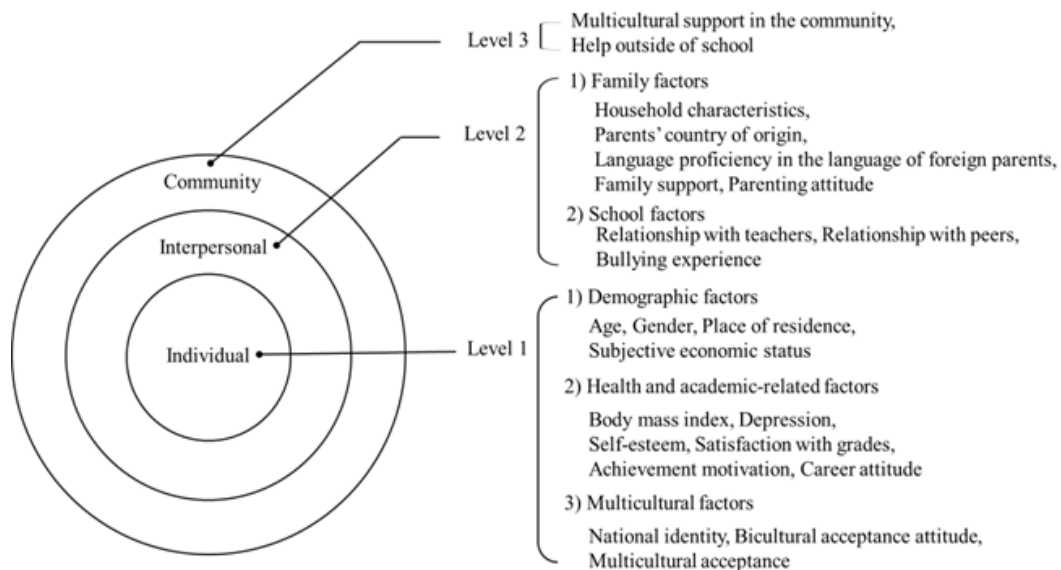 Level 3
Multicultural support in the community,
Help outside of school
Level 2
1) Family factors
Household characteristics,
Parents' country of origin,
Language proficiency in the language of foreign parents,
Family support, Parenting attitude
2) School factors
Relationship with teachers, Relationship with peers,
Bullying experience
Community
Interpersonal
Individual
Level 1
1) Demographic factors
Age, Gender, Place of residence,
Subjective economic status
2) Health and academic-related factors
Body mass index, Depression,
Self-esteem, Satisfaction with grades,
Achievement motivation, Career attitude
3) Multicultural factors
National identity, Bicultural acceptance attitude,
Multicultural acceptance